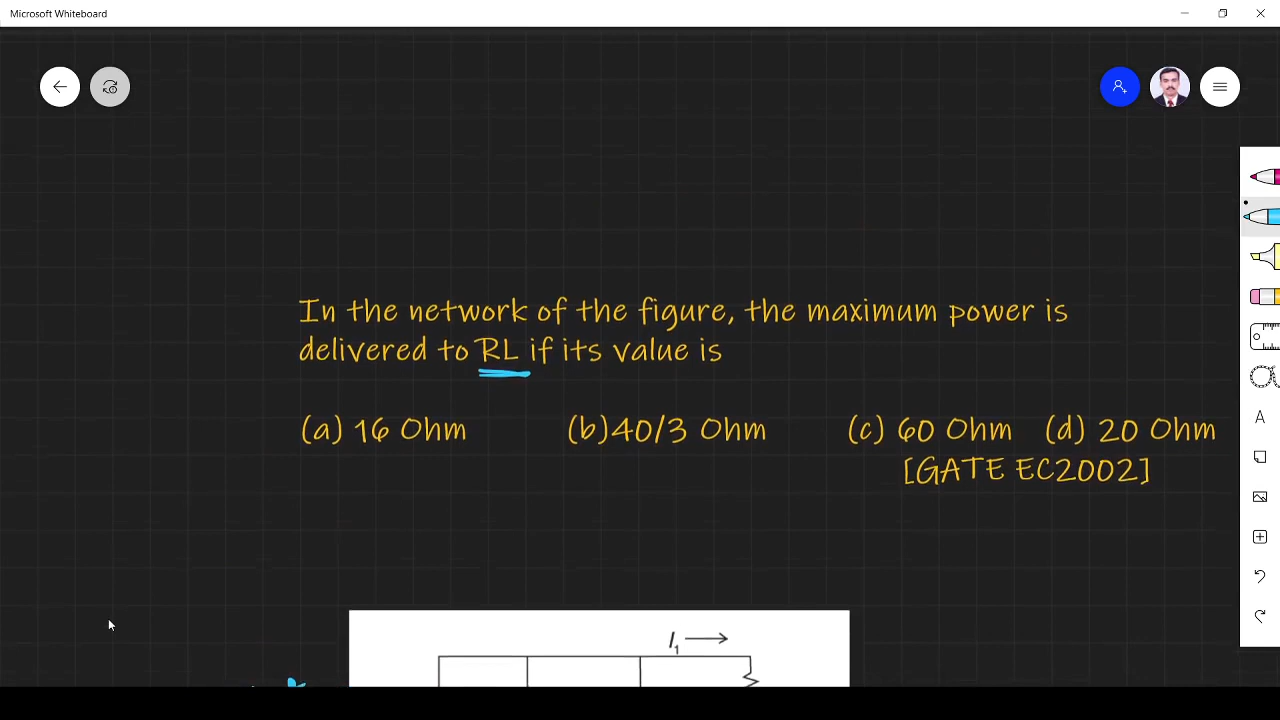 Microsoft Whiteboard
In the network of the figure, the maximum power is
delivered to RL if its value is
(a) 16 Ohm (b)40/3 Ohm (c) 60 Ohm (d) 20 Ohm
[GATE EC2002]
A
I1